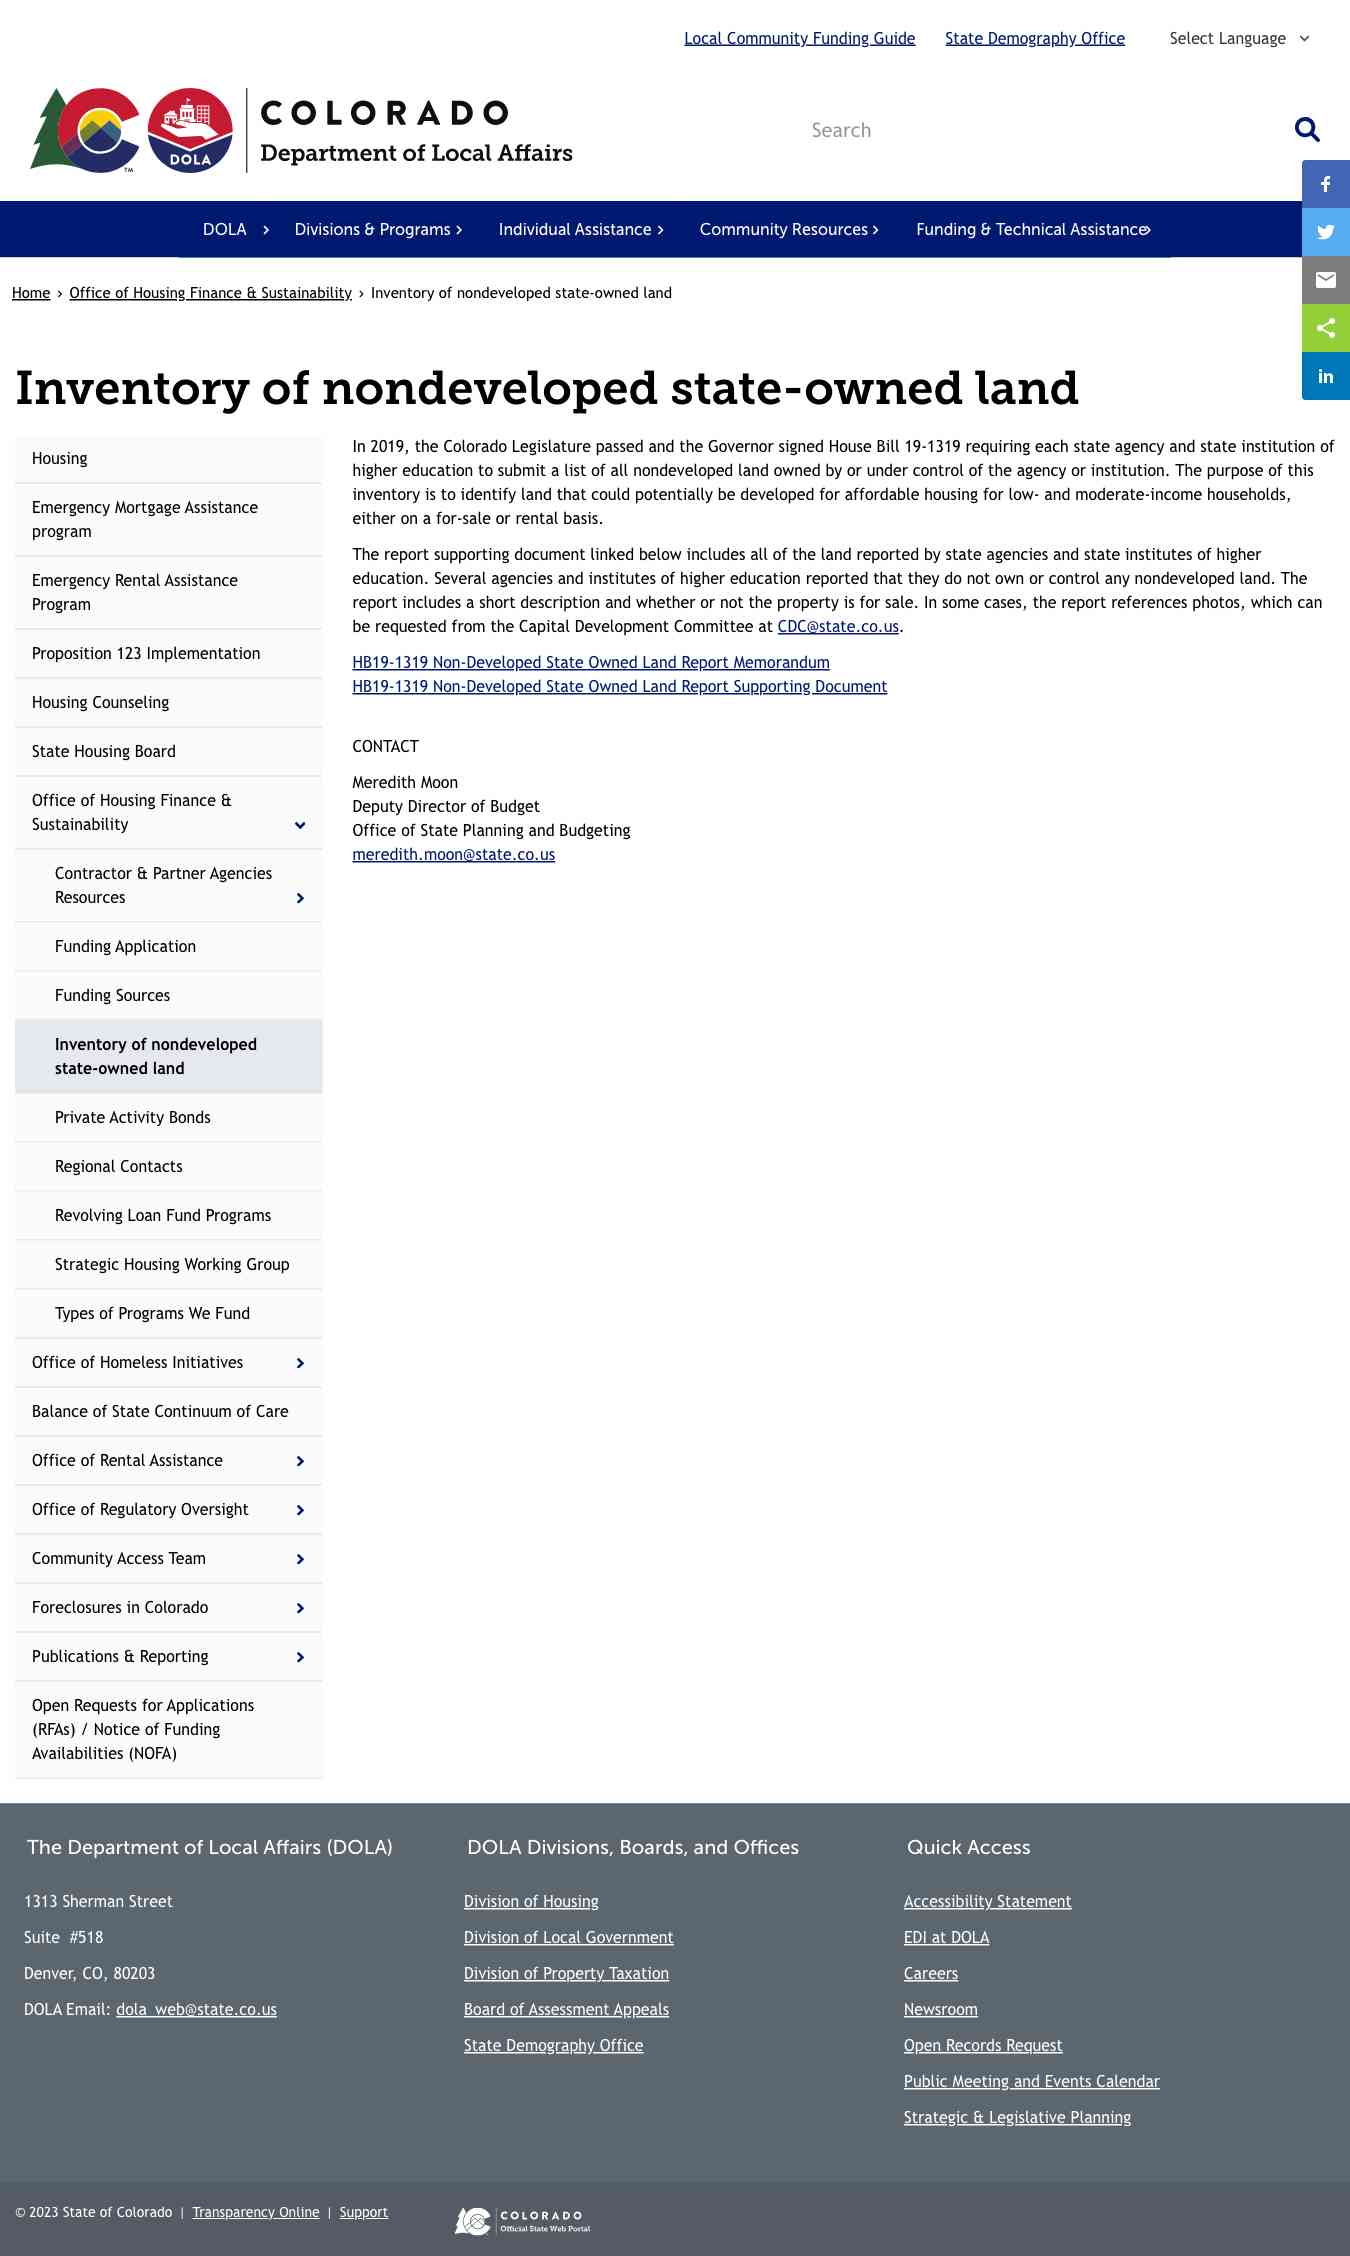 Local Community Funding Guide State Demography Office Select Language
COLORADO
Department of Local Affairs
DOLA
TM
Search
DOLA Divisions & Programs Individual Assistance Community Resources Funding & Technical Assistance
Home › Office of Housing Finance & Sustainability › Inventory of nondeveloped state-owned land
Inventory of nondeveloped state-owned land
Housing
Emergency Mortgage Assistance
program
Emergency Rental Assistance
Program
Proposition 123 Implementation
Housing Counseling
State Housing Board
Office of Housing Finance &
Sustainability
Contractor & Partner Agencies
Resources
Funding Application
Funding Sources
Inventory of nondeveloped
state-owned land
Private Activity Bonds
Regional Contacts
Revolving Loan Fund Programs
Strategic Housing Working Group
Types of Programs We Fund
Office of Homeless Initiatives
Balance of State Continuum of Care
Office of Rental Assistance
Office of Regulatory Oversight
Community Access Team
Foreclosures in Colorado
Publications & Reporting
Open Requests for Applications
(RFAs) / Notice of Funding
Availabilities (NOFA)
In 2019, the Colorado Legislature passed and the Governor signed House Bill 19-1319 requiring each state agency and state institution of
higher education to submit a list of all nondeveloped land owned by or under control of the agency or institution. The purpose of this
inventory is to identify land that could potentially be developed for affordable housing for low- and moderate-income households,
either on a for-sale or rental basis.
The report supporting document linked below includes all of the land reported by state agencies and state institutes of higher
education. Several agencies and institutes of higher education reported that they do not own or control any nondeveloped land. The
report includes a short description and whether or not the property is for sale. In some cases, the report references photos, which can
be requested from the Capital Development Committee at CDC@state.co.us.
HB19-1319 Non-Developed State Owned Land Report Memorandum
HB19-1319 Non-Developed State Owned Land Report Supporting Document
CONTACT
Meredith Moon
Deputy Director of Budget
Office of State Planning and Budgeting
meredith.moon@state.co.us
The Department of Local Affairs (DOLA)
1313 Sherman Street
Suite #518
Denver, CO, 80203
DOLA Email: dola_web@state.co.us
DOLA Divisions, Boards, and Offices
Division of Housing
Division of Local Government
Division of Property Taxation
Board of Assessment Appeals
State Demography Office
Quick Access
Accessibility Statement
EDI at DOLA
Careers
Newsroom
Open Records Request
Public Meeting and Events Calendar
Strategic & Legislative Planning
© 2023 State of Colorado | Transparency Online | Support
COLORADO
Official State Web Portal